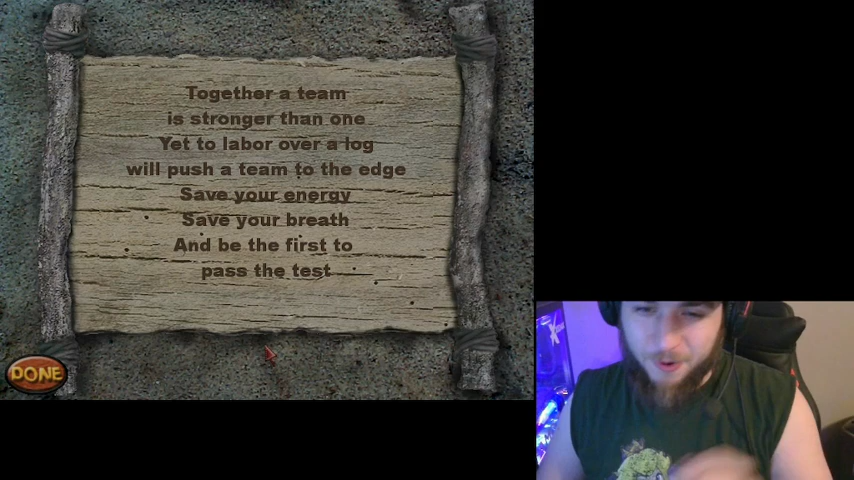 Together a team
is stronger than one
Yet to labor over a log
will push a team to the edge
Save your energy
Save your breath
And be the first to
pass the test
DONE